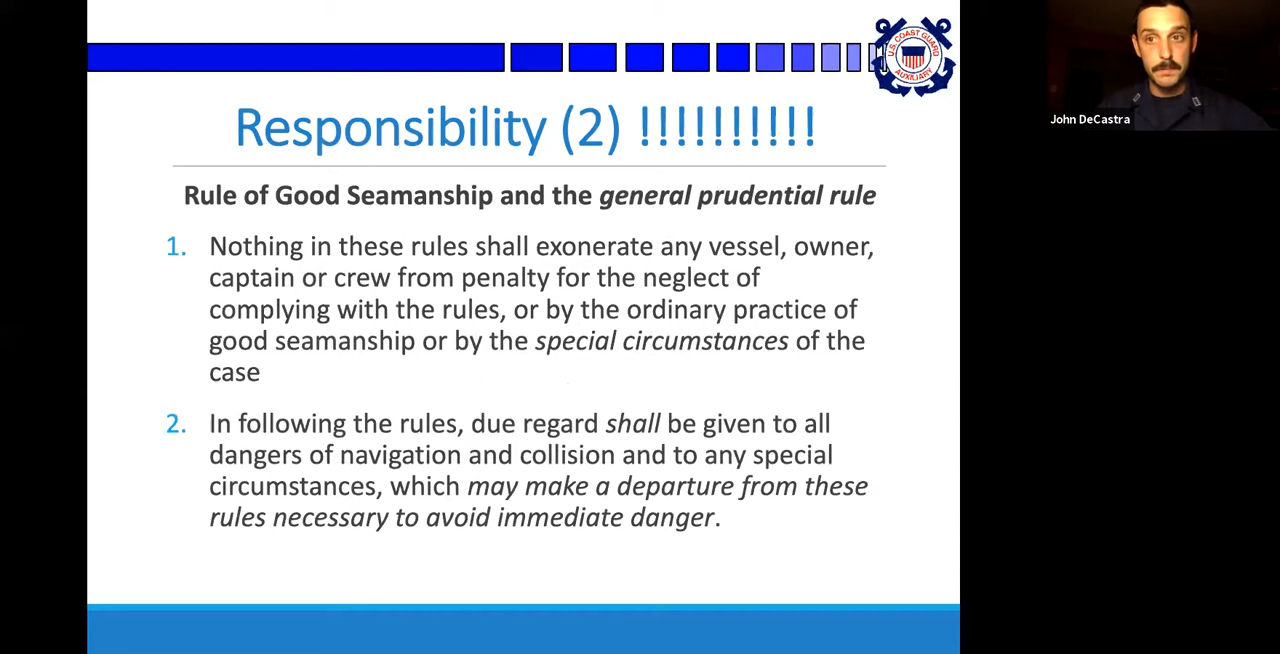 U.S. COAST GUARD
AUXILIARY
John DeCastra
Responsibility (2) !!!!!!!!!!
Rule of Good Seamanship and the general prudential rule
1. Nothing in these rules shall exonerate any vessel, owner,
captain or crew from penalty for the neglect of
complying with the rules, or by the ordinary practice of
good seamanship or by the special circumstances of the
case
2. In following the rules, due regard shall be given to all
dangers of navigation and collision and to any special
circumstances, which may make a departure from these
rules necessary to avoid immediate danger.